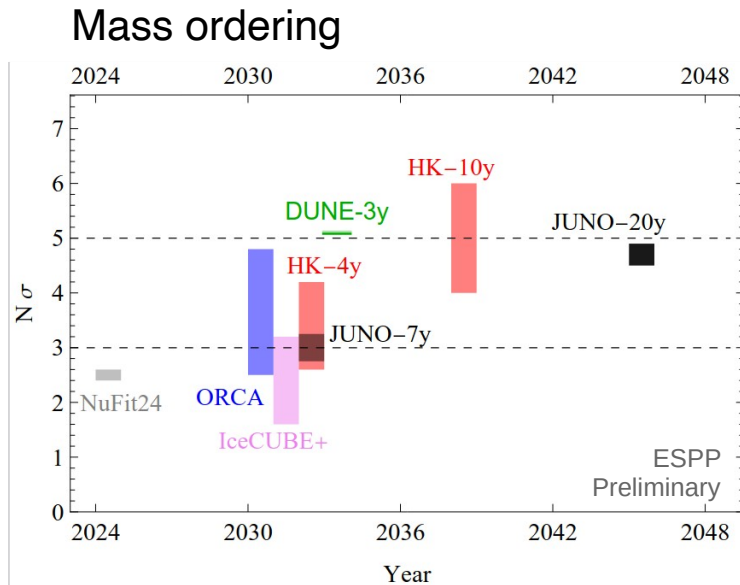 Mass ordering
2024 2030 2036 2042 2048
7
6
5
4
3
2
1
0
N σ
HK–10y
DUNE-3y
JUNO–20y
HK–4y
JUNO–7y
ORCA
NuFit24
IceCUBE+
ESPP
Preliminary
2024 2030 2036 2042 2048
Year